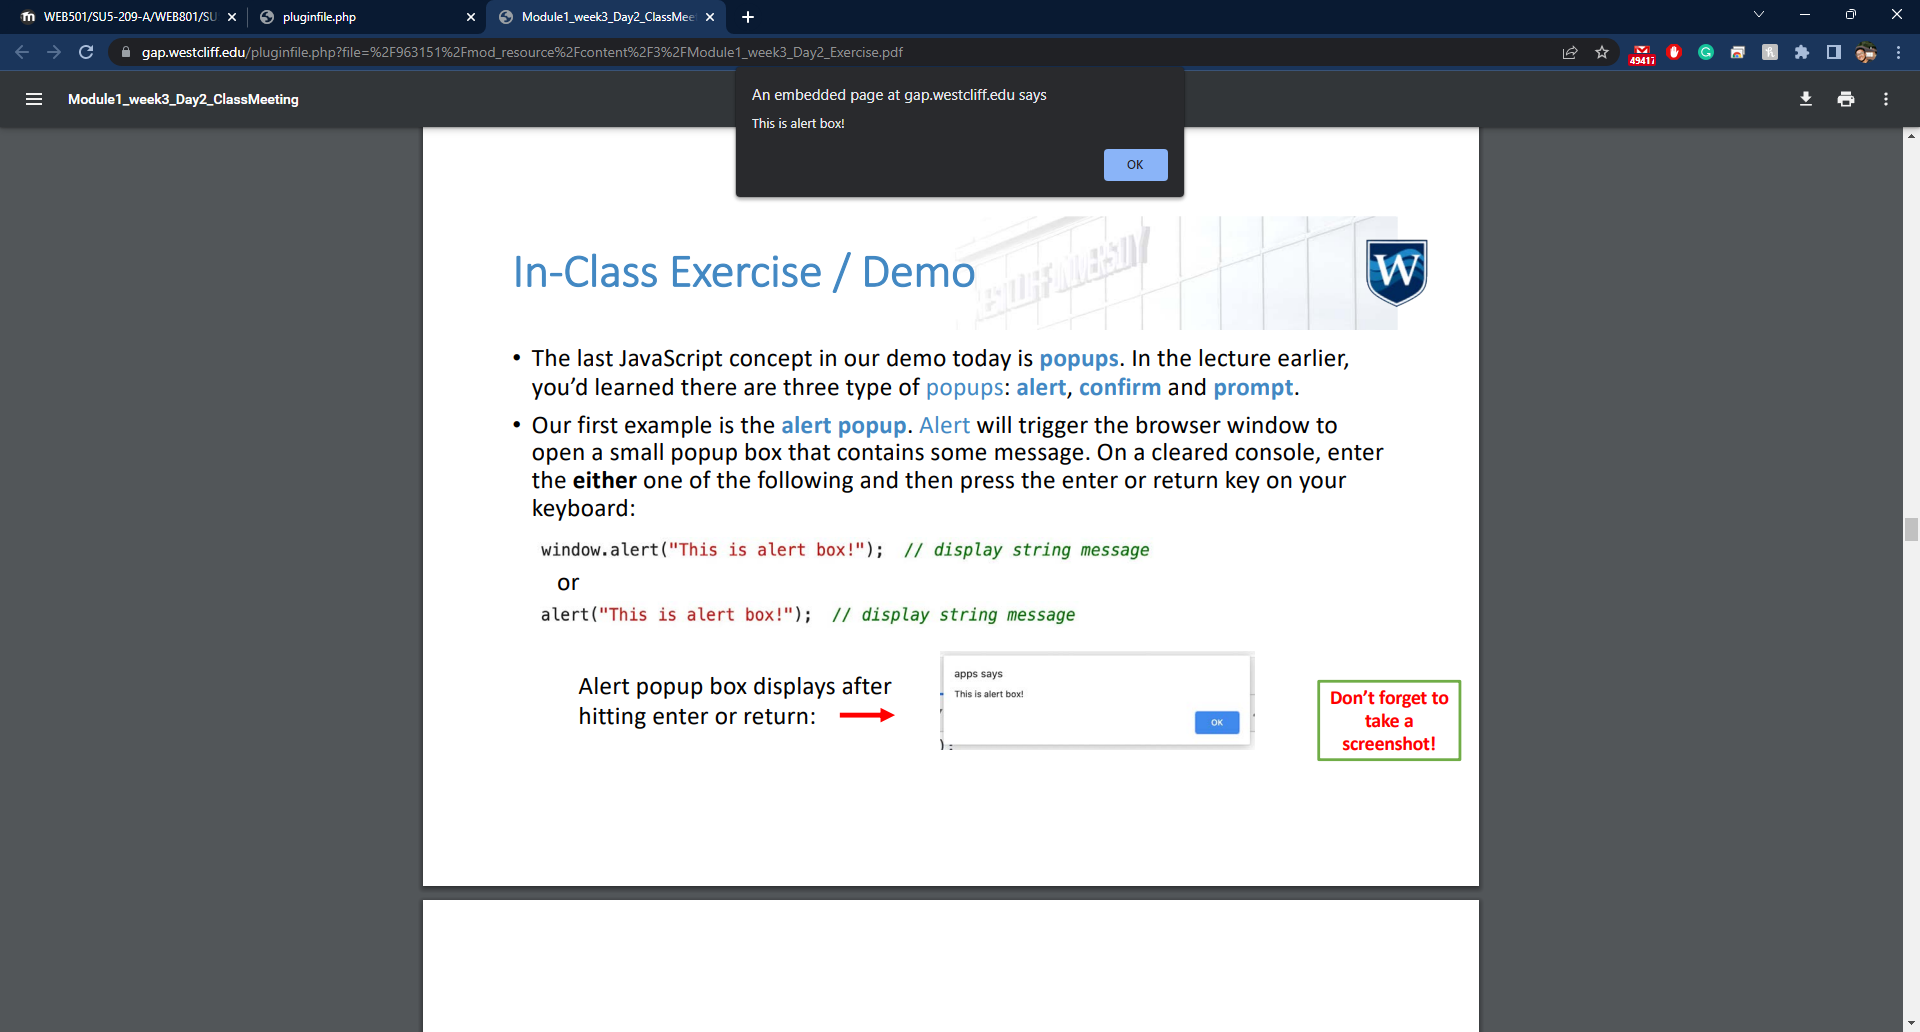 WEB501/SU5-209-A/WEB801/SU
pluginfile.php
Module1_week3_Day2_ClassMee
gap.westcliff.edu/pluginfile.php?file=%2F963151%2Fmod_resource%2Fcontent%2F3%2FModule1_week3_Day2_Exercise.pdf
49417
Module1_week3_Day2_ClassMeeting
An embedded page at gap.westcliff.edu says
This is alert box!
OK
In-Class Exercise / Demo
W
• The last JavaScript concept in our demo today is popups. In the lecture earlier,
you’d learned there are three type of popups: alert, confirm and prompt.
• Our first example is the alert popup. Alert will trigger the browser window to
open a small popup box that contains some message. On a cleared console, enter
the either one of the following and then press the enter or return key on your
keyboard:
window.alert("This is alert box!"); // display string message
or
alert("This is alert box!"); // display string message
Alert popup box displays after
hitting enter or return:
apps says
This is alert box!
OK
Don’t forget to
take a
screenshot!